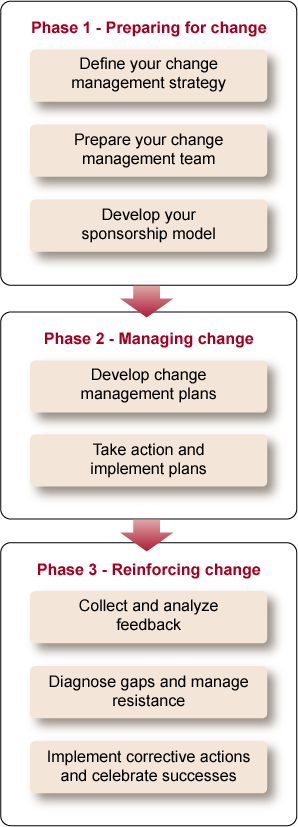 Phase 1 - Preparing for change
Define your change
management strategy
Prepare your change
management team
Develop your
sponsorship model
Phase 2 - Managing change
Develop change
management plans
Take action and
implement plans
Phase 3 - Reinforcing change
Collect and analyze
feedback
Diagnose gaps and manage
resistance
Implement corrective actions
and celebrate successes